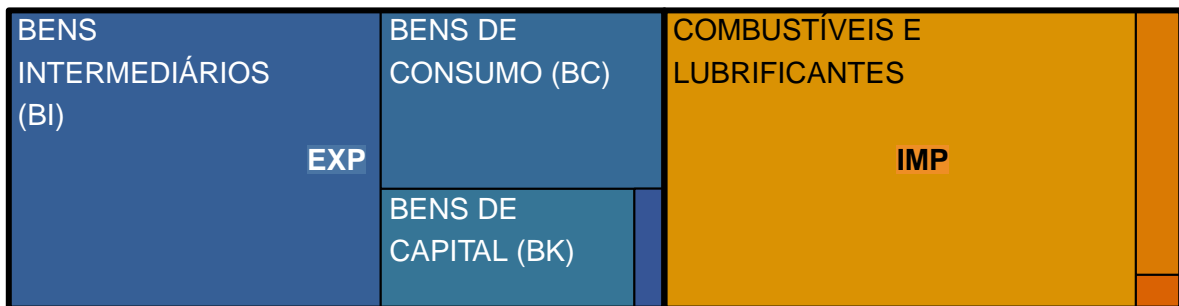 BENS
INTERMEDIÁRIOS
(BI)
EXP
BENS DE
CONSUMO (BC)
BENS DE
CAPITAL (BK)
COMBUSTÍVEIS E
LUBRIFICANTES
IMP